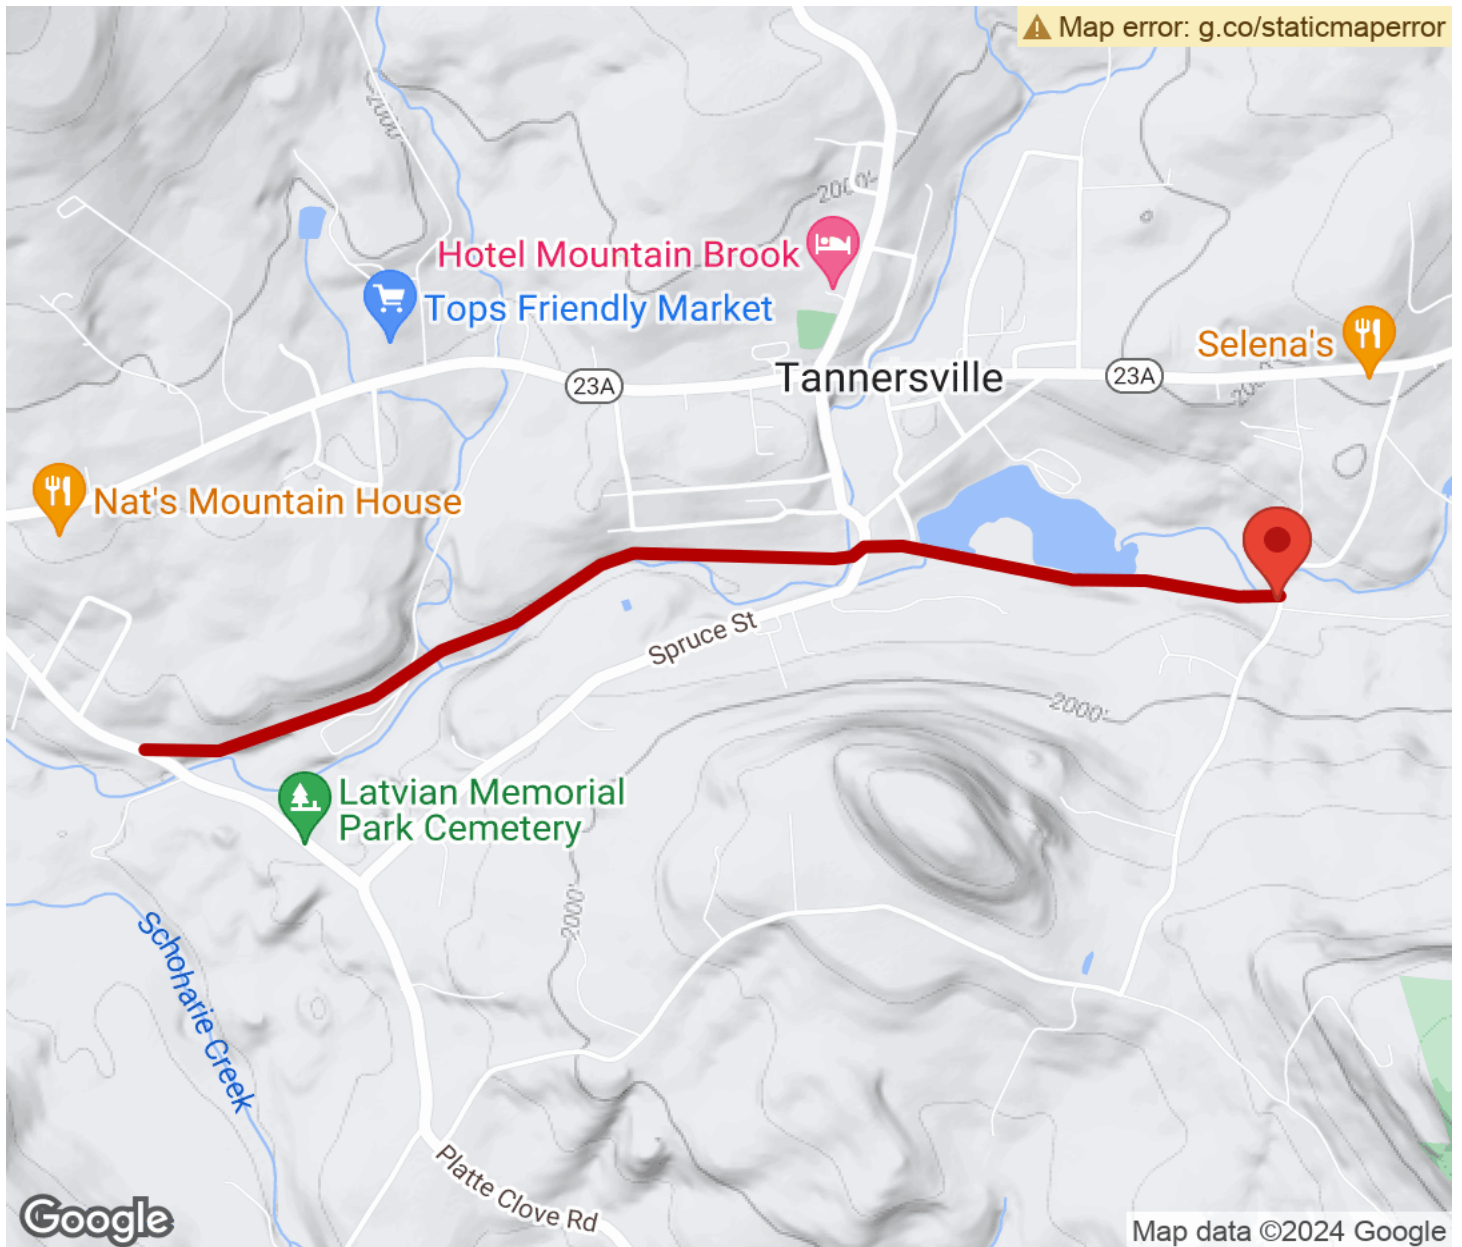 Map error: g.co/staticmaperror
2000'
2000'
Hotel Mountain Brook
Tops Friendly Market
Selena's
23A
Tannersville
23A
2000'
Nat's Mountain House
Spruce St
2000'
Latvian Memorial
Park Cemetery
2000'
Schoharie Creek
Platte Clove Rd
Google
Map data ©2024 Google